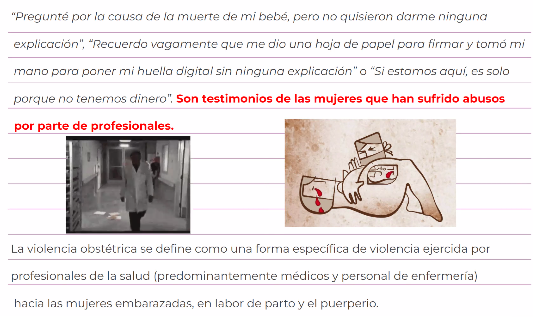 “Pregunté por la causa de la muerte de mi bebé, pero no quisieron darme ninguna
explicación”, “Recuerdo vagamente que me dio una hoja de papel para firmar y tomó mi
mano para poner mi huella digital sin ninguna explicación” o “Si estamos aquí, es solo
porque no tenemos dinero”. Son testimonios de las mujeres que han sufrido abusos
por parte de profesionales.
La violencia obstétrica se define como una forma específica de violencia ejercida por
profesionales de la salud (predominantemente médicos y personal de enfermería)
hacia las mujeres embarazadas, en labor de parto y el puerperio.